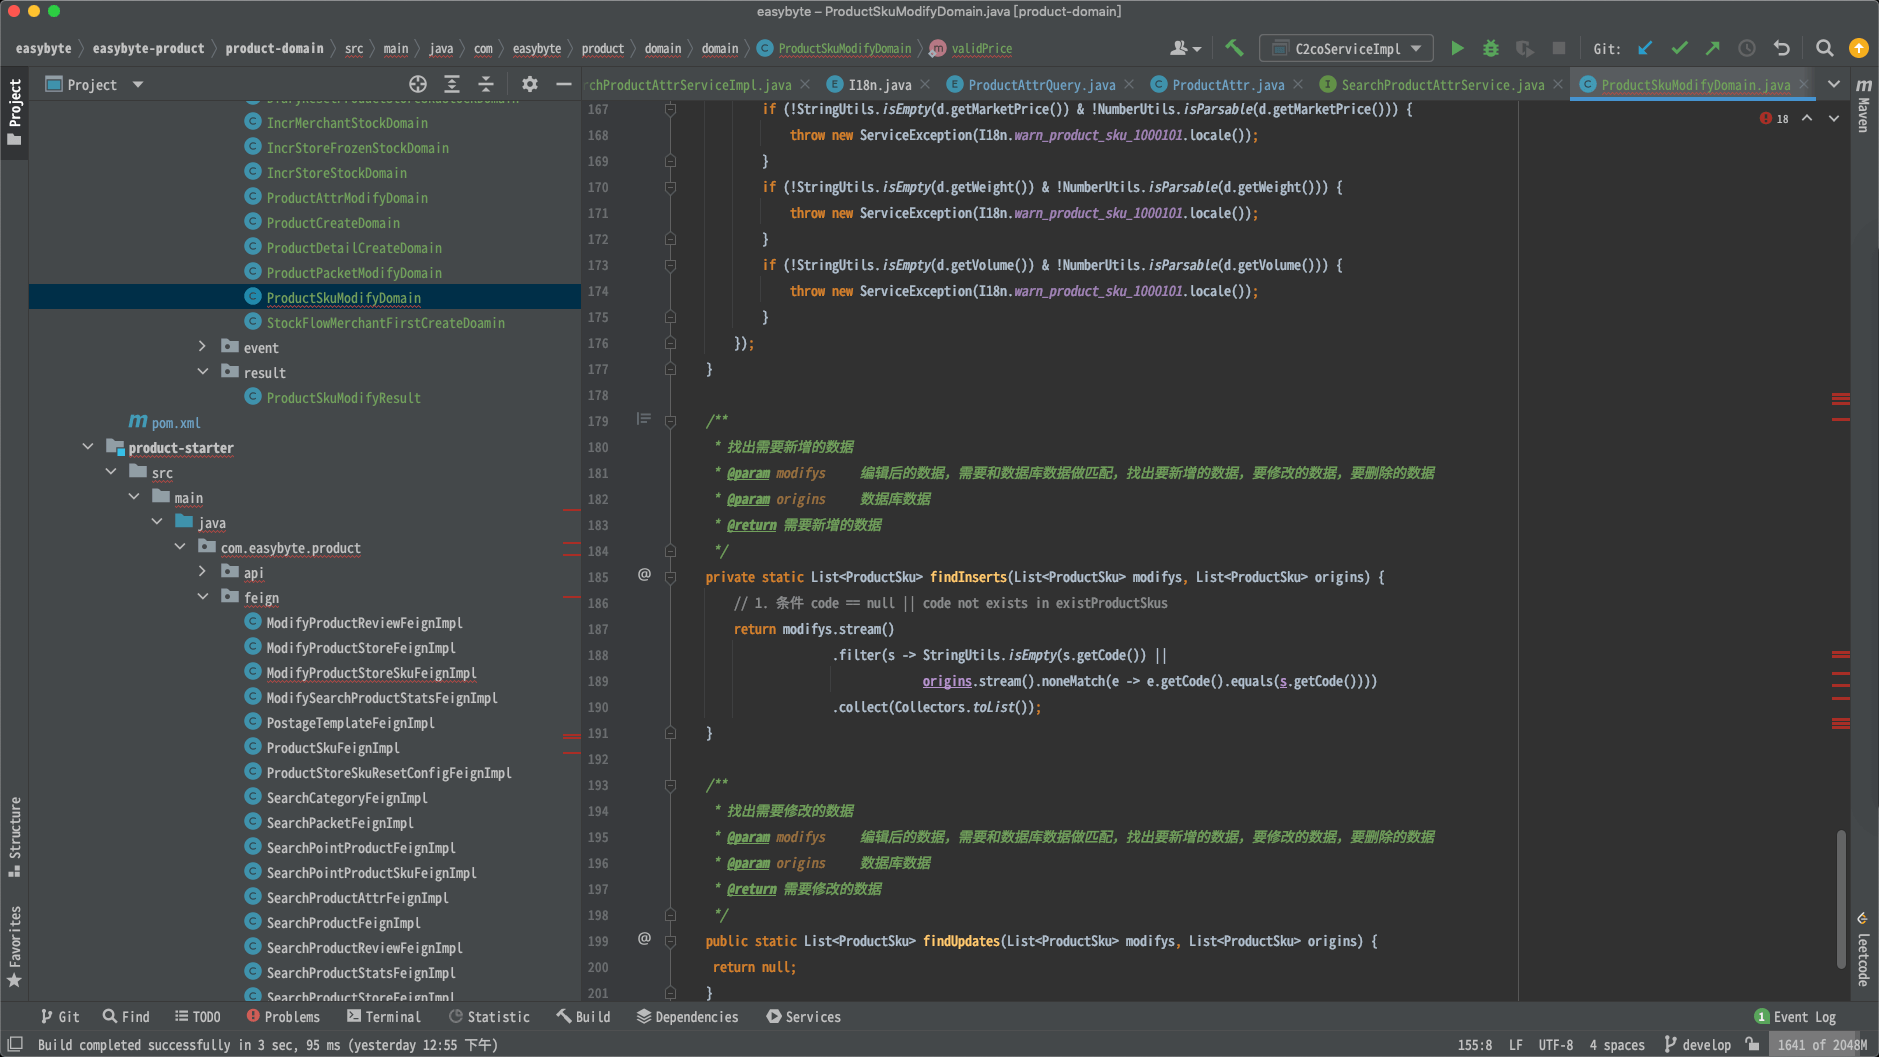 easybyte – ProductSkuModifyDomain.java [product-domain]
easybyte easybyte-product product-domain src main java com easybyte product domain domain ProductSkuModifyDomain validPrice
C2coServiceImpl
Git:
Project
Project
rchProductAttrServiceImpl.java
I18n.java
ProductAttrQuery.java
ProductAttr.java
SearchProductAttrService.java
ProductSkuModifyDomain.java
Maven
18
IncrMerchantStockDomain
IncrStoreFrozenStockDomain
IncrStoreStockDomain
ProductAttrModifyDomain
ProductCreateDomain
ProductDetailCreateDomain
ProductPacketModifyDomain
ProductSkuModifyDomain
StockFlowMerchantFirstCreateDoamin
event
result
ProductSkuModifyResult
pom.xml
product-starter
src
main
java
com.easybyte.product
api
feign
ModifyProductReviewFeignImpl
ModifyProductStoreFeignImpl
ModifyProductStoreSkuFeignImpl
ModifySearchProductStatsFeignImpl
PostageTemplateFeignImpl
ProductSkuFeignImpl
ProductStoreSkuResetConfigFeignImpl
SearchCategoryFeignImpl
SearchPacketFeignImpl
SearchPointProductFeignImpl
SearchPointProductSkuFeignImpl
SearchProductAttrFeignImpl
SearchProductFeignImpl
SearchProductReviewFeignImpl
SearchProductStatsFeignImpl
SearchProductStoreFeignImpl
167 if (!StringUtils.isEmpty(d.getMarketPrice()) & !NumberUtils.isParsable(d.getMarketPrice())) {
168 throw new ServiceException(I18n.warn_product_sku_1000101.locale());
169 }
170 if (!StringUtils.isEmpty(d.getWeight()) & !NumberUtils.isParsable(d.getWeight())) {
171 throw new ServiceException(I18n.warn_product_sku_1000101.locale());
172 }
173 if (!StringUtils.isEmpty(d.getVolume()) & !NumberUtils.isParsable(d.getVolume())) {
174 throw new ServiceException(I18n.warn_product_sku_1000101.locale());
175 }
176 });
177 }
178
179 /**
180 * 找出需要新增的数据
181 * @param modifys 编辑后的数据，需要和数据库数据做匹配，找出要新增的数据，要修改的数据，要删除的数据
182 * @param origins 数据库数据
183 * @return 需要新增的数据
184 */
185 @ private static List<ProductSku> findInserts(List<ProductSku> modifys, List<ProductSku> origins) {
186 // 1. 条件 code == null || code not exists in existProductSkus
187 return modifys.stream()
188 .filter(s -> StringUtils.isEmpty(s.getCode()) ||
189 origins.stream().noneMatch(e -> e.getCode().equals(s.getCode())))
190 .collect(Collectors.toList());
191 }
192
193 /**
194 * 找出需要修改的数据
195 * @param modifys 编辑后的数据，需要和数据库数据做匹配，找出要新增的数据，要修改的数据，要删除的数据
196 * @param origins 数据库数据
197 * @return 需要修改的数据
198 */
199 @ public static List<ProductSku> findUpdates(List<ProductSku> modifys, List<ProductSku> origins) {
200 return null;
201 }
Structure
Favorites
leetcode
Git Find TODO Problems Terminal Statistic Build Dependencies Services
1 Event Log
Build completed successfully in 3 sec, 95 ms (yesterday 12:55 下午)
155:8 LF UTF-8 4 spaces develop 1641 of 2048M